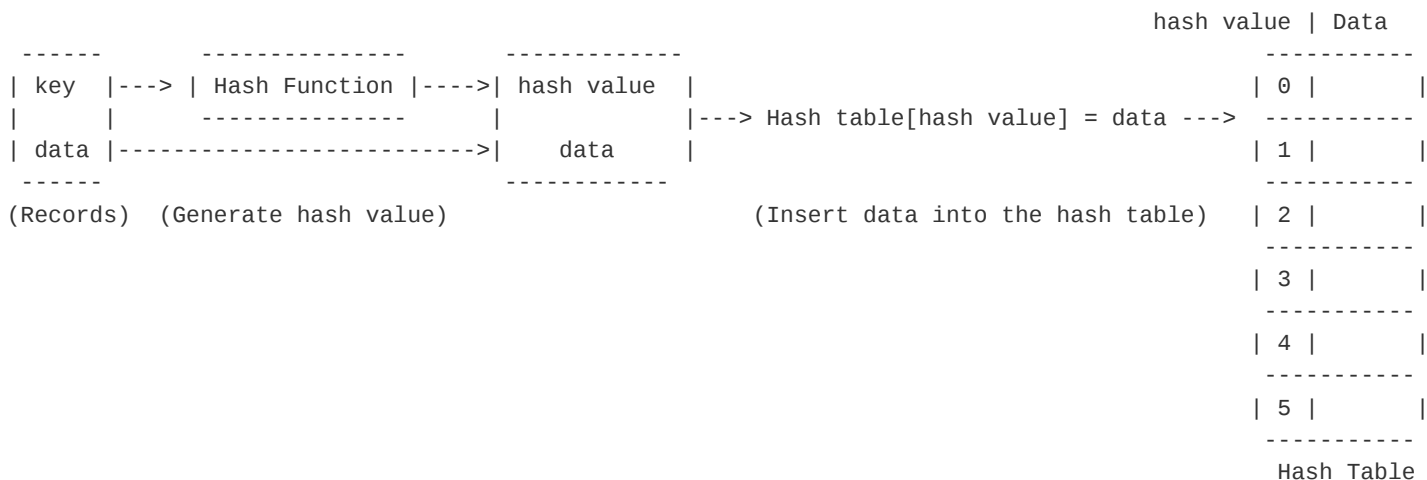 hash value | Data
 ------      ---------------       -------------                                           -----------
| key  |---> | Hash Function |---->| hash value  |                                         | 0 |       |
|      |      ---------------      |             |---> Hash table[hash value] = data --->  -----------
| data |-------------------------->|    data     |                                         | 1 |       |
 ------                             ------------                                            -----------
(Records)  (Generate hash value)                      (Insert data into the hash table)   | 2 |       |
                                                                                            -----------
                                                                                           | 3 |       |
                                                                                            -----------
                                                                                           | 4 |       |
                                                                                            -----------
                                                                                           | 5 |       |
                                                                                            -----------
                                                                                             Hash Table